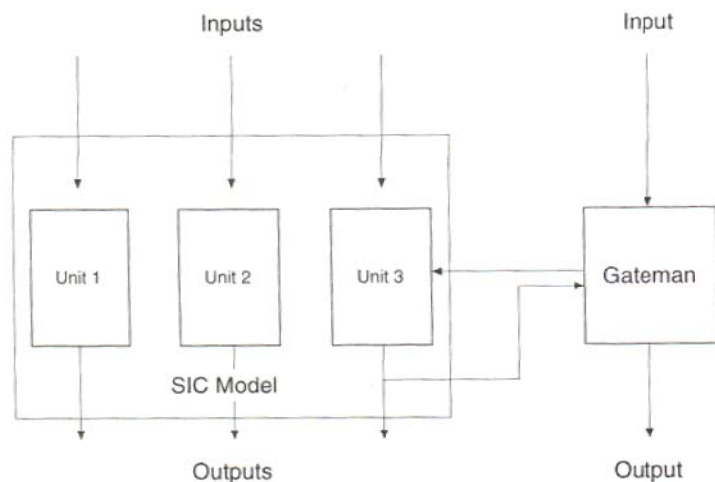 Inputs
Input
Unit 1
Unit 2
Unit 3
Gateman
SIC Model
Outputs
Output